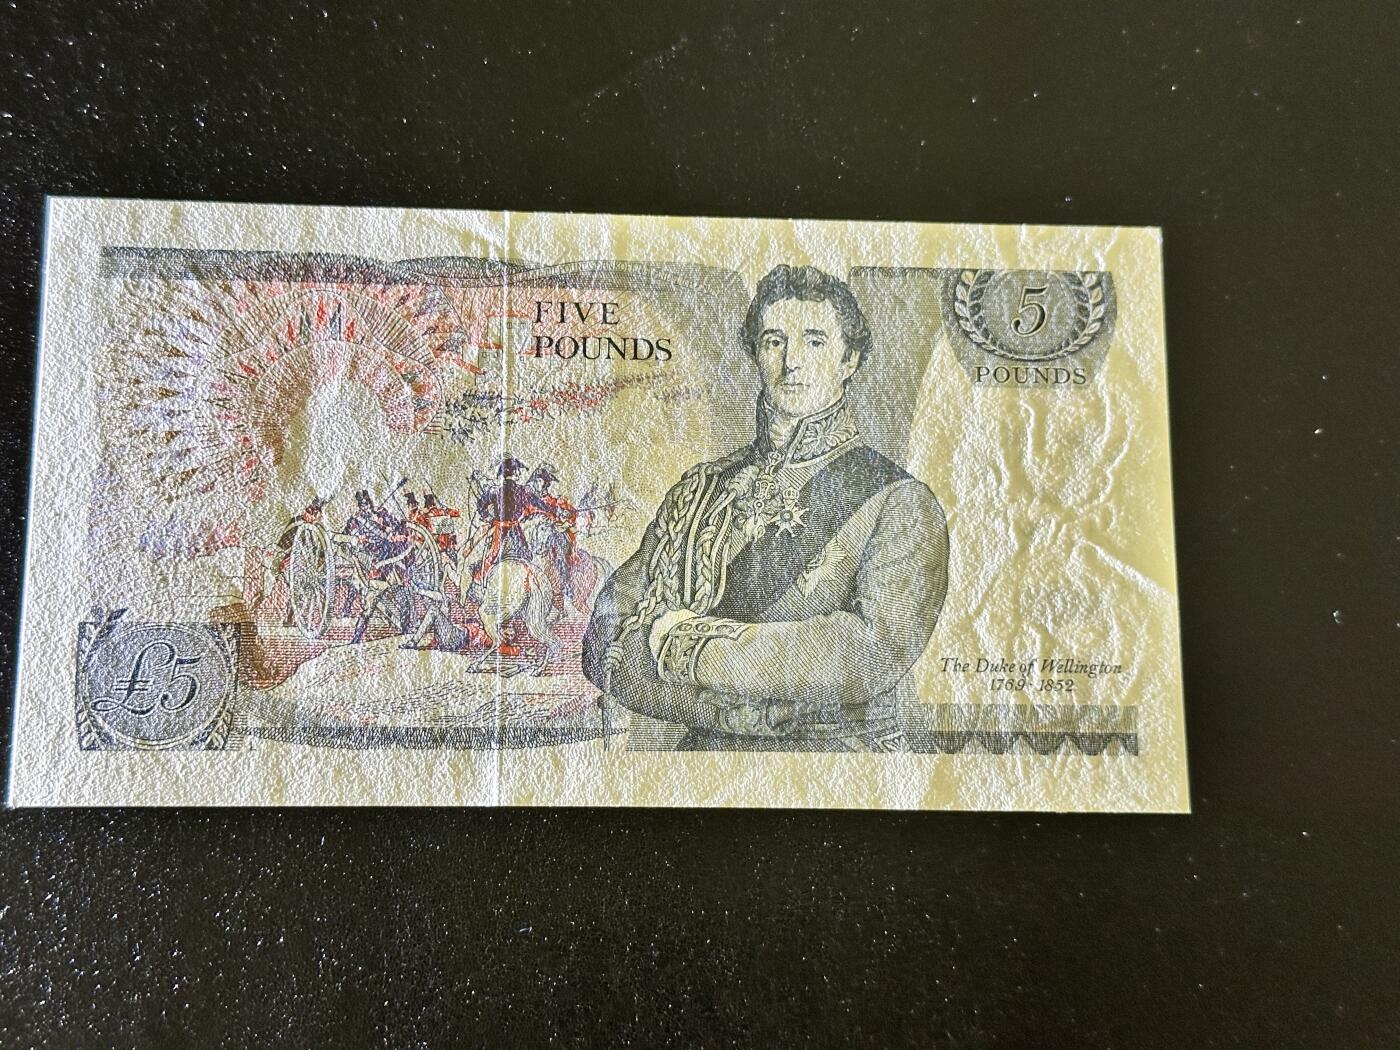 FIVE
POUNDS
5
POUNDS
£5
The Duke of Wellington
1769-1852